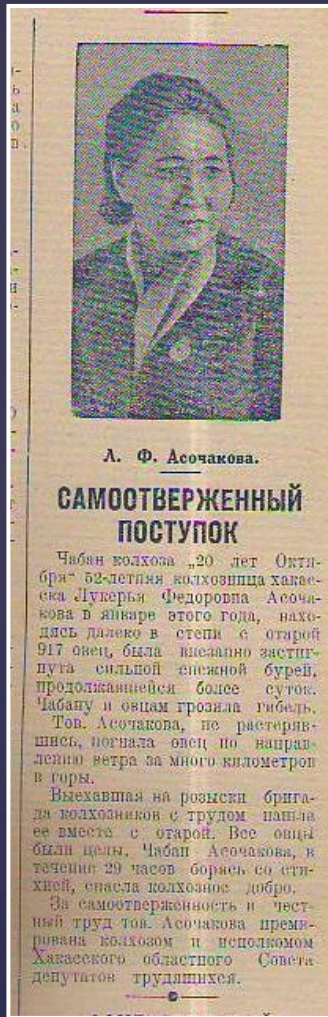 Л. Ф. Асочакова.
САМООТВЕРЖЕННЫЙ
ПОСТУПОК
Чабан колхоза „20 лет Октя-
бря" 52-летняя колхозница хакас-
ска Лукерья Федоровна Асоча-
кова в январе этого года, нахо-
дясь далеко в степи с отарой
917 овец, была внезапно застиг-
нута сильной снежной бурей,
продолжавшейся более суток.
Чабану и овцам грозила гибель.
Тов. Асочакова, не растеряв-
шись, погнала овец по направ-
лению ветра за много километров
в горы.
Выехавшая на розыски брига-
да колхозников с трудом нашла
ее вместе с отарой. Все овцы
были целы. Чабан Асочакова, в
течение 29 часов борясь со сти-
хией, спасла колхозное добро.
За самоотверженность и чест-
ный труд тов. Асочакова преми-
рована колхозом и исполкомом
Хакасского областного Совета
депутатов трудящихся.